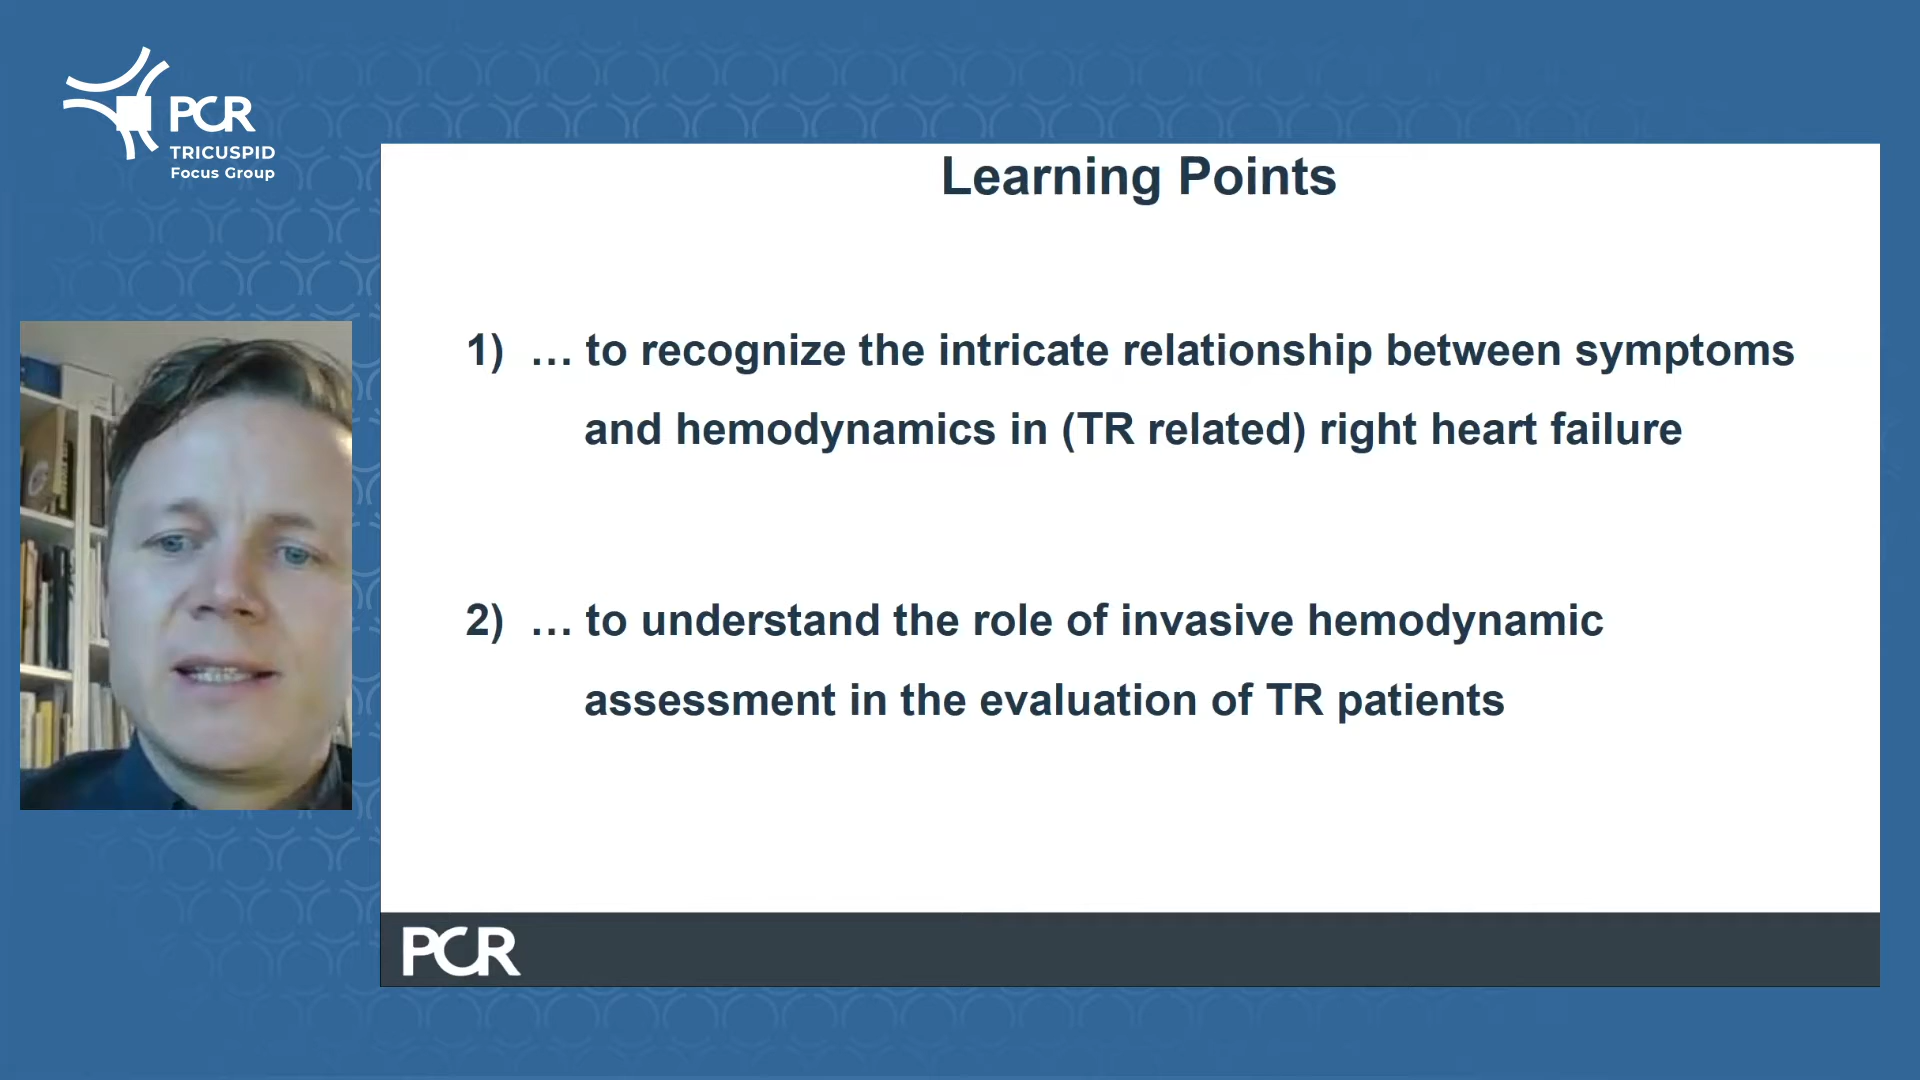 PCR
TRICUSPID
Focus Group
Learning Points
1) … to recognize the intricate relationship between symptoms
and hemodynamics in (TR related) right heart failure
2) … to understand the role of invasive hemodynamic
assessment in the evaluation of TR patients
PCR